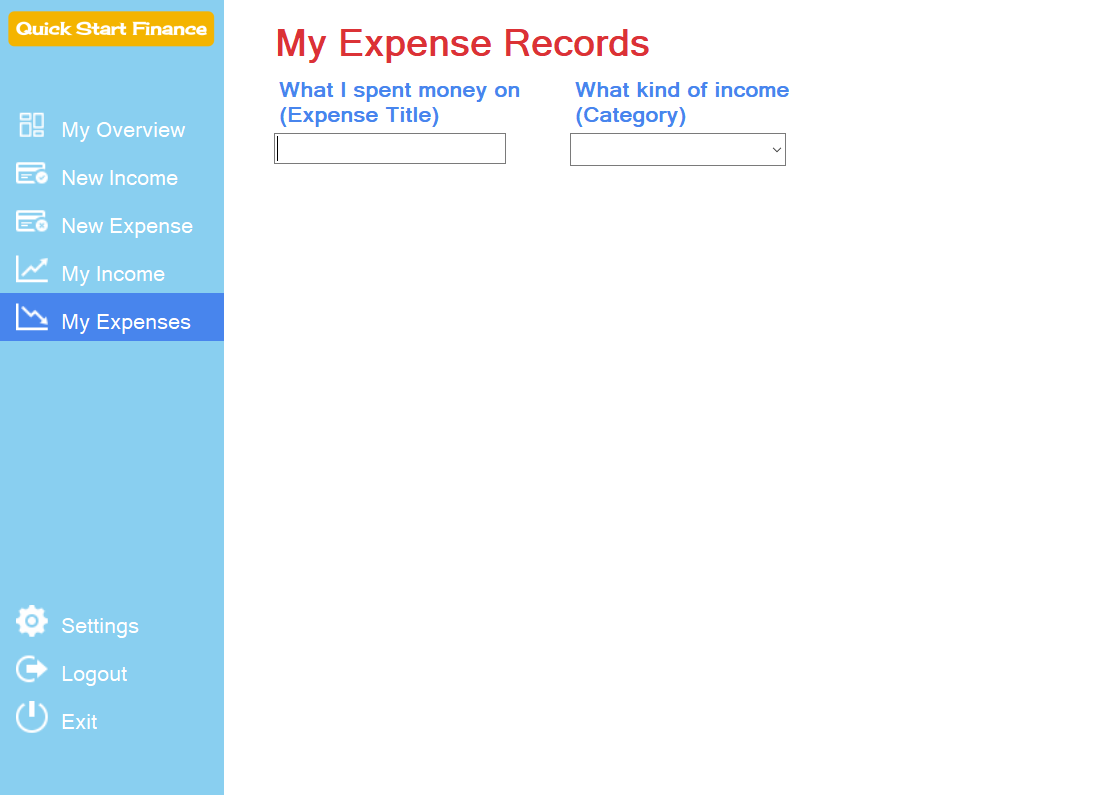 Quick Start Finance
My Overview
New Income
New Expense
My Income
My Expenses
Settings
Logout
Exit
My Expense Records
What I spent money on
(Expense Title)
What kind of income
(Category)